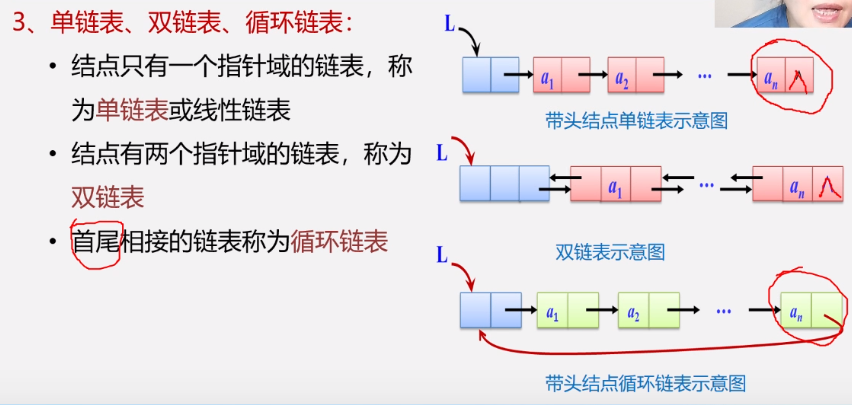 3、单链表、双链表、循环链表：
• 结点只有一个指针域的链表，称
为单链表或线性链表
• 结点有两个指针域的链表，称为
双链表
• 首尾相接的链表称为循环链表
L
a1 a2 ··· an ∧
带头结点单链表示意图
L
a1 ··· an ∧
双链表示意图
L
a1 a2 ··· an
带头结点循环链表示意图